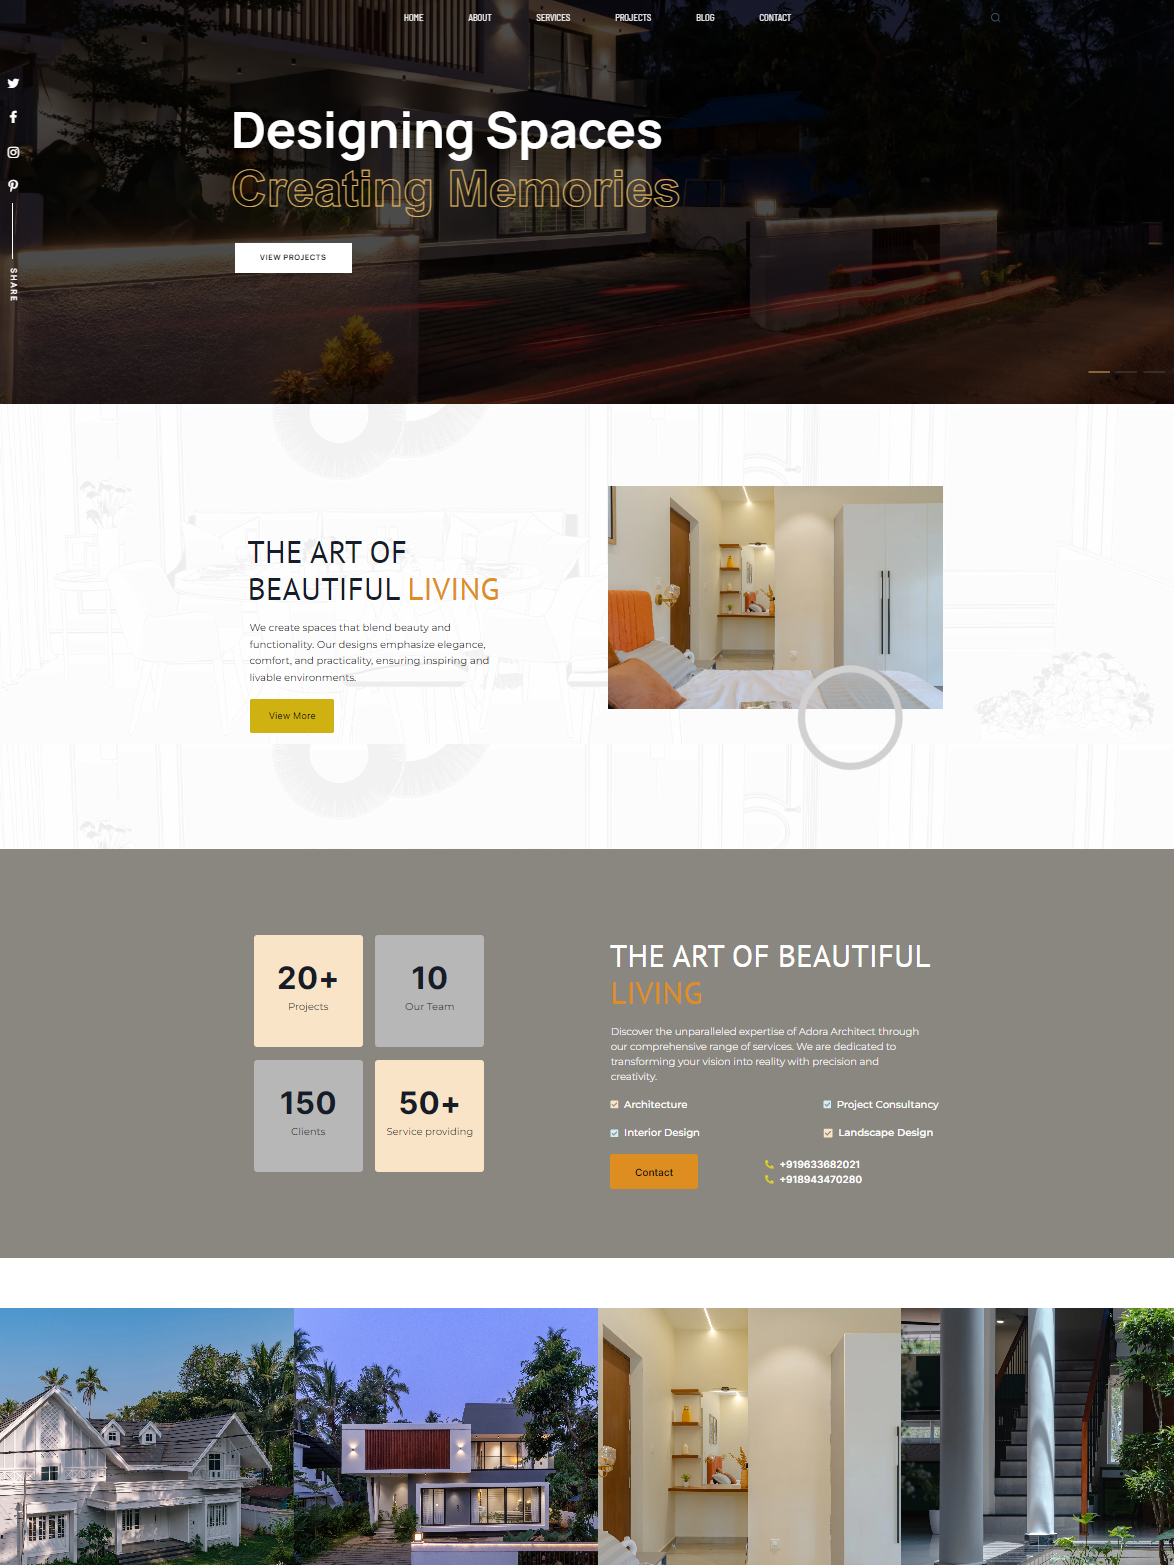 HOME ABOUT SERVICES PROJECTS BLOG CONTACT
Designing Spaces
Creating Memories
VIEW PROJECTS
SHARE
THE ART OF
BEAUTIFUL LIVING
We create spaces that blend beauty and
functionality. Our designs emphasize elegance,
comfort, and practicality, ensuring inspiring and
livable environments.
View More
20+
Projects
10
Our Team
150
Clients
50+
Service providing
THE ART OF BEAUTIFUL
LIVING
Discover the unparalleled expertise of Adora Architect through
our comprehensive range of services. We are dedicated to
transforming your vision into reality with precision and
creativity.
Architecture
Project Consultancy
Interior Design
Landscape Design
Contact
+919633682021
+918943470280